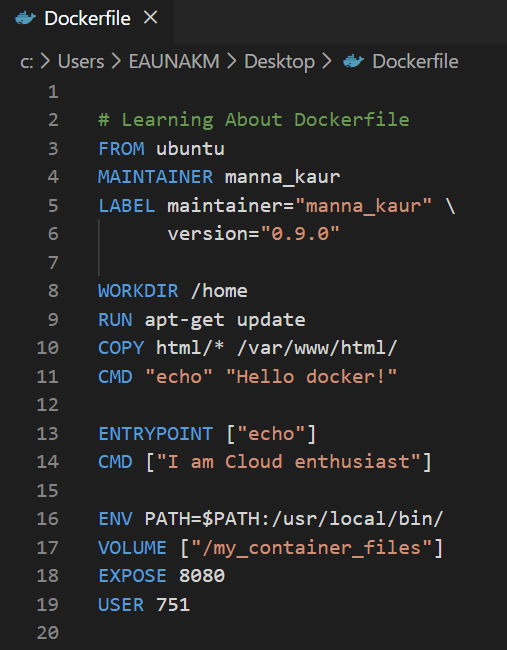 Dockerfile ×
c: > Users > EAUNAKM > Desktop > Dockerfile
1
2 # Learning About Dockerfile
3 FROM ubuntu
4 MAINTAINER manna_kaur
5 LABEL maintainer="manna_kaur" \
6       version="0.9.0"
7
8 WORKDIR /home
9 RUN apt-get update
10 COPY html/* /var/www/html/
11 CMD "echo" "Hello docker!"
12
13 ENTRYPOINT ["echo"]
14 CMD ["I am Cloud enthusiast"]
15
16 ENV PATH=$PATH:/usr/local/bin/
17 VOLUME ["/my_container_files"]
18 EXPOSE 8080
19 USER 751
20